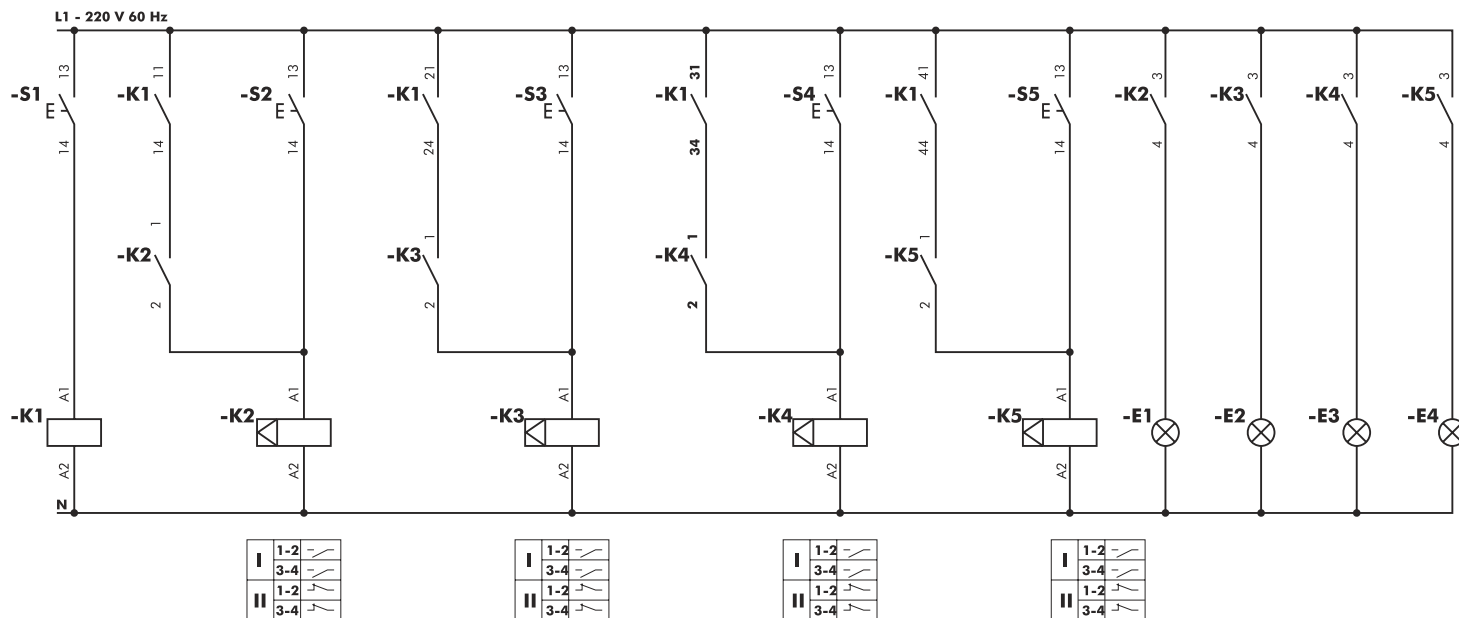 L1 - 220 V 60 Hz
13 11 13 21 13 31 13 41 13 3 3 3 3
-S1 -K1 -S2 -K1 -S3 -K1 -S4 -K1 -S5 -K2 -K3 -K4 -K5
14 14 14 24 14 34 14 44 14 4 4 4 4
1 1 1 1
-K2 -K3 -K4 -K5
2 2 2 2
A1 A1 A1 A1 A1
-K1 -K2 -K3 -K4 -K5 -E1 -E2 -E3 -E4
A2 A2 A2 A2 A2
N
1-2 1-2 1-2 1-2
I I I I
3-4 3-4 3-4 3-4
1-2 1-2 1-2 1-2
II II II II
3-4 3-4 3-4 3-4